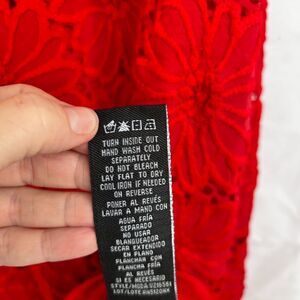 TURN INSIDE OUT
HAND WASH COLD
SEPARATELY
DO NOT BLEACH
LAY FLAT TO DRY
COOL IRON IF NEEDED
ON REVERSE
PONER AL REVÉS
LAVAR A MANO CON
AGUA FRÍA
SEPARADO
NO USAR
BLANQUEADOR
SECAR EXTENDIDO
EN PLANO
PLANCHAR CON
PLANCHA FRÍA
AL REVÉS
SI ES NECESARIO